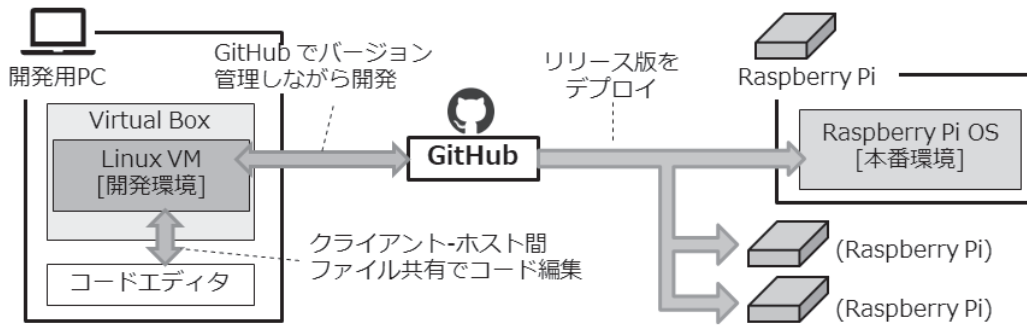 開発用PC
Virtual Box
Linux VM
[開発環境]
コードエディタ
GitHub でバージョン
管理しながら開発
クライアント-ホスト間
ファイル共有でコード編集
GitHub
リリース版を
デプロイ
Raspberry Pi
Raspberry Pi OS
[本番環境]
(Raspberry Pi)
(Raspberry Pi)